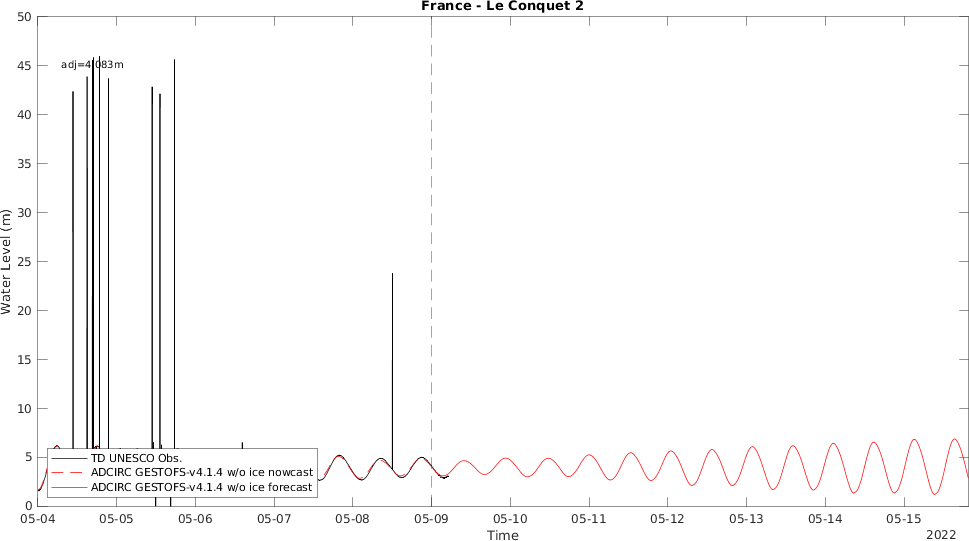 France - Le Conquet 2
50
45
40
35
30
25
20
15
10
5
0
Water Level (m)
adj=4.083m
TD UNESCO Obs.
ADCIRC GESTOFS-v4.1.4 w/o ice nowcast
ADCIRC GESTOFS-v4.1.4 w/o ice forecast
05-04 05-05 05-06 05-07 05-08 05-09 05-10 05-11 05-12 05-13 05-14 05-15
Time
2022